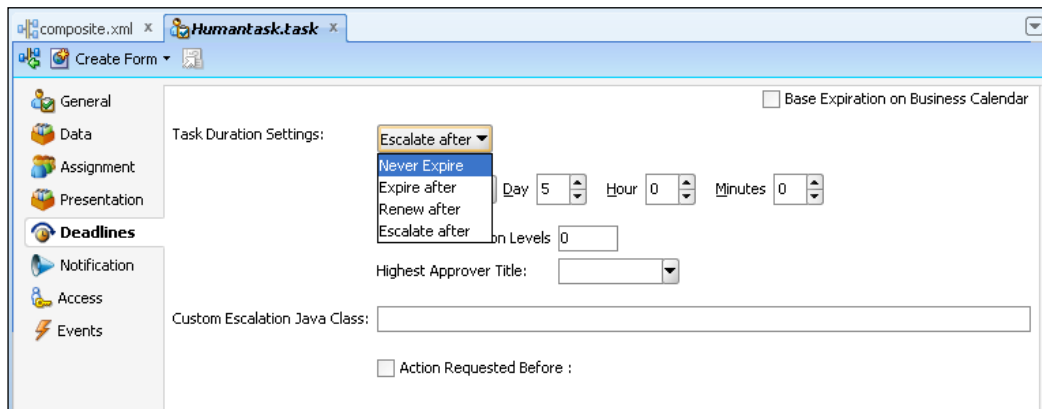 composite.xml x Humantask.task x
Create Form
General
Base Expiration on Business Calendar
Data
Task Duration Settings:
Escalate after
Assignment
Never Expire
Presentation
Expire after
Day 5 Hour 0 Minutes 0
Renew after
Deadlines
Escalate after
on Levels 0
Notification
Highest Approver Title:
Access
Custom Escalation Java Class:
Events
Action Requested Before :